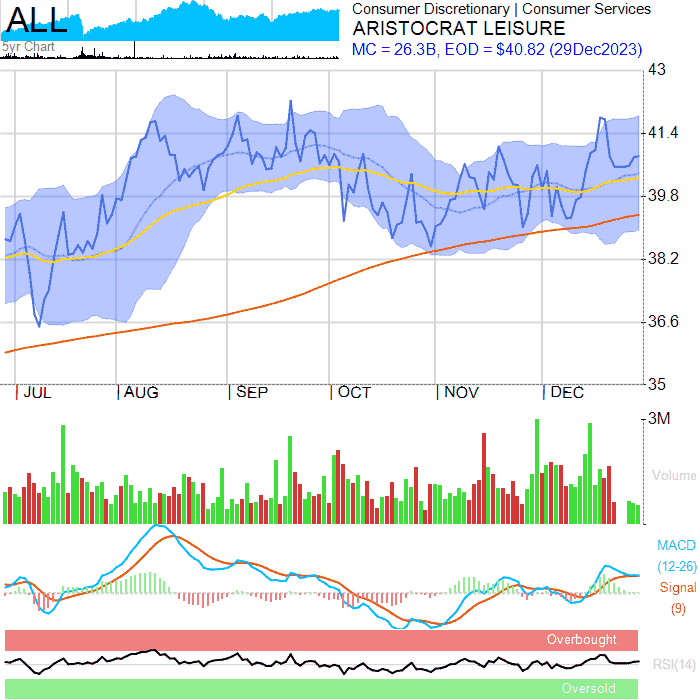 ALL
5yr Chart
Consumer Discretionary | Consumer Services
ARISTOCRAT LEISURE
MC = 26.3B, EOD = $40.82 (29Dec2023)
43
41.4
39.8
38.2
36.6
35
| JUL | AUG | SEP | OCT | NOV | DEC
3M
Volume
MACD
(12-26)
Signal
(9)
Overbought
RSI(14)
Oversold